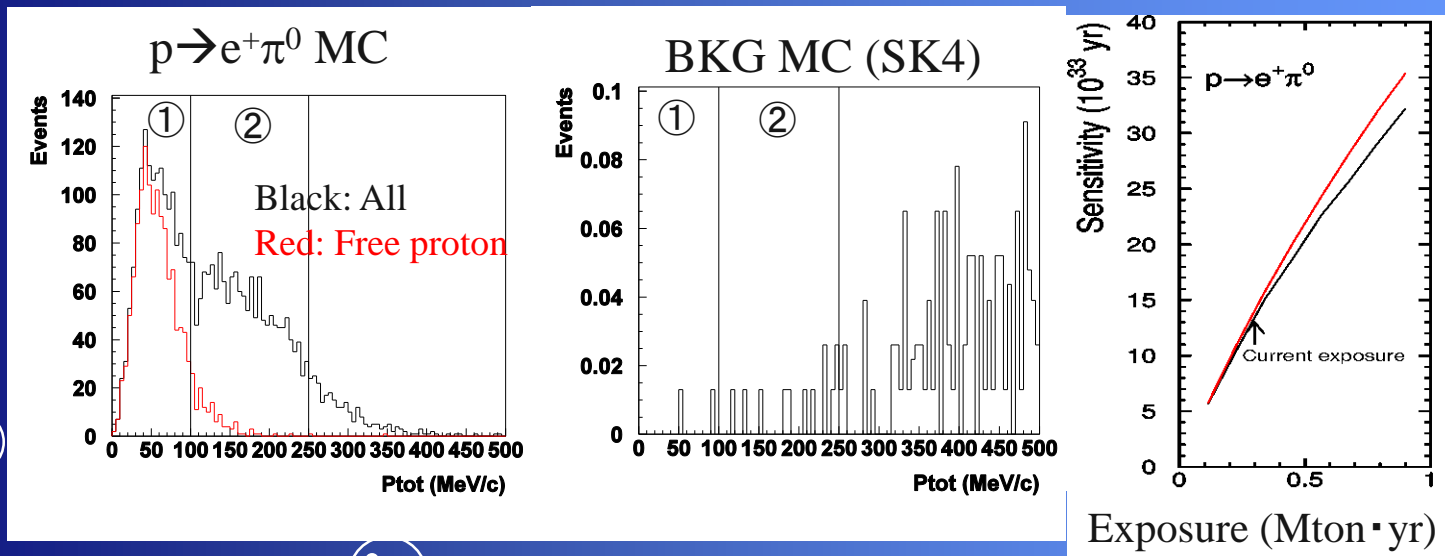 p➔e⁺π⁰ MC
140
120
100
80
60
40
20
0
Events
① ②
Black: All
Red: Free proton
0 50 100 150 200 250 300 350 400 450 500
Ptot (MeV/c)
BKG MC (SK4)
0.1
0.08
0.06
0.04
0.02
0
Events
① ②
0 50 100 150 200 250 300 350 400 450 500
Ptot (MeV/c)
40
35
30
25
20
15
10
5
0
Sensitivity (10³³ yr)
p→e⁺π⁰
Current exposure
0 0.5 1
Exposure (Mton・yr)